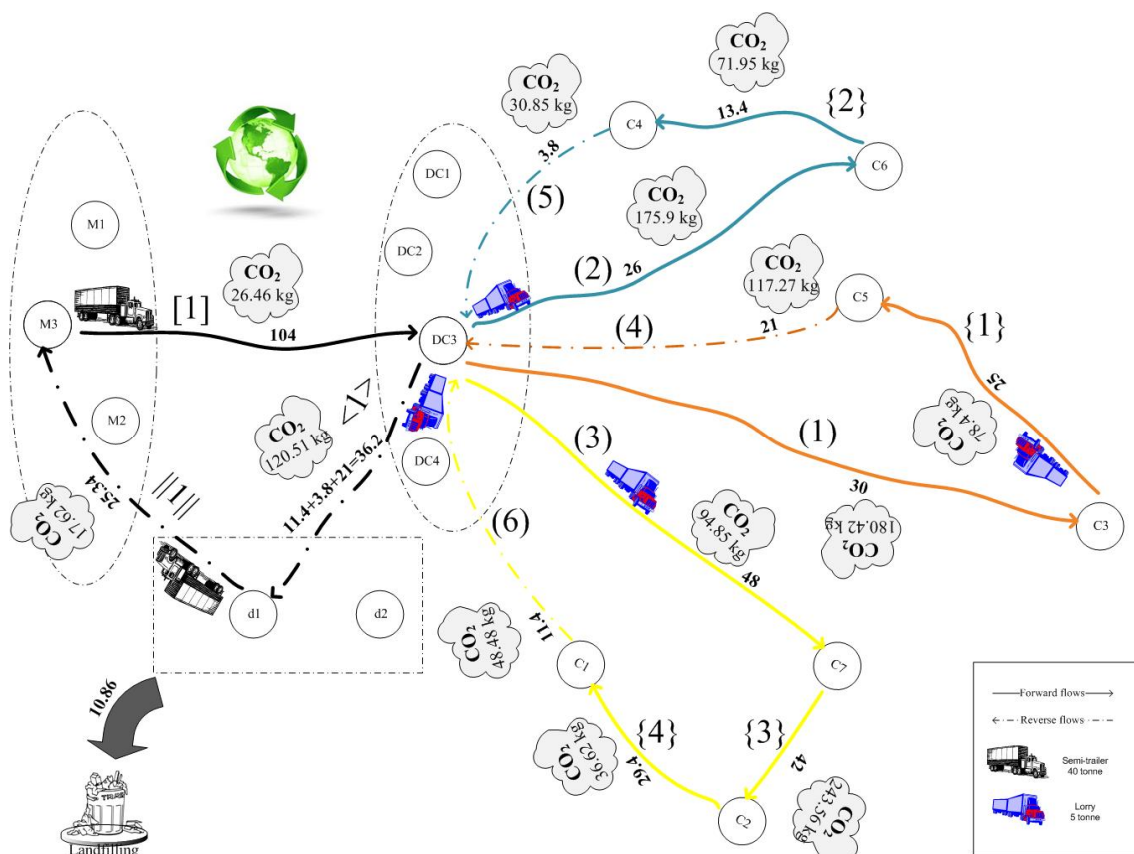 CO₂
71.95 kg
CO₂
30.85 kg
13.4
{2}
C4
C6
3.8
DC1
(5)
CO₂
175.9 kg
M1
DC2
(2)
26
CO₂
117.27 kg
CO₂
26.46 kg
C5
[1]
M3
104
DC3
(4)
21
{1}
25
CO₂
78.4 kg
M2
<1>
CO₂
120.51 kg
DC4
(3)
(1)
30
11.4+3.8+21=36.2
||1||
25.34
CO₂
17.62 kg
(6)
CO₂
94.85 kg
CO₂
180.42 kg
C3
48
d1
d2
11.4
CO₂
48.48 kg
C1
C7
10.86
{4}
{3}
CO₂
36.62 kg
29.4
42
C2
CO₂
243.56 kg
Forward flows
Reverse flows
Semi-trailer
40 tonne
Lorry
5 tonne
TRASH
Landfilling